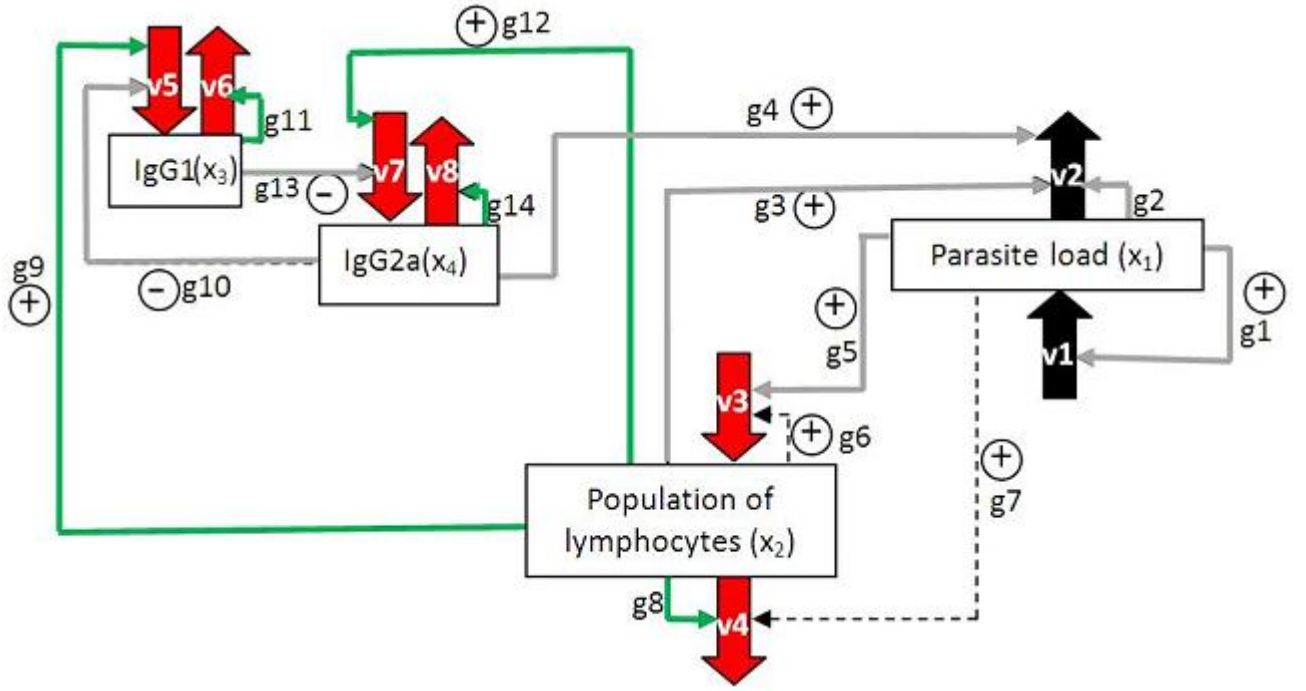 + g12
v5 v6
g11
g4 +
IgG1(x₃)
g13 −
v7 v8
v2
g3 +
g2
g14
IgG2a(x₄)
Parasite load (x₁)
g9
+
− g10
+
g5
+
g1
v1
v3
+ g6
+
g7
Population of
lymphocytes (x₂)
g8
v4